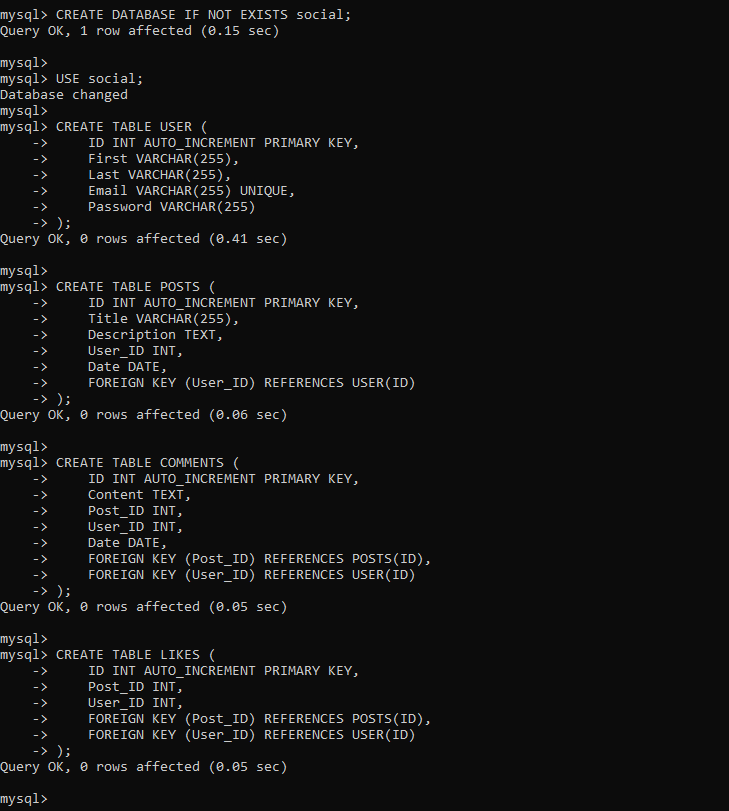 mysql> CREATE DATABASE IF NOT EXISTS social;
Query OK, 1 row affected (0.15 sec)
mysql>
mysql> USE social;
Database changed
mysql>
mysql> CREATE TABLE USER (
    ->     ID INT AUTO_INCREMENT PRIMARY KEY,
    ->     First VARCHAR(255),
    ->     Last VARCHAR(255),
    ->     Email VARCHAR(255) UNIQUE,
    ->     Password VARCHAR(255)
    -> );
Query OK, 0 rows affected (0.41 sec)
mysql>
mysql> CREATE TABLE POSTS (
    ->     ID INT AUTO_INCREMENT PRIMARY KEY,
    ->     Title VARCHAR(255),
    ->     Description TEXT,
    ->     User_ID INT,
    ->     Date DATE,
    ->     FOREIGN KEY (User_ID) REFERENCES USER(ID)
    -> );
Query OK, 0 rows affected (0.06 sec)
mysql>
mysql> CREATE TABLE COMMENTS (
    ->     ID INT AUTO_INCREMENT PRIMARY KEY,
    ->     Content TEXT,
    ->     Post_ID INT,
    ->     User_ID INT,
    ->     Date DATE,
    ->     FOREIGN KEY (Post_ID) REFERENCES POSTS(ID),
    ->     FOREIGN KEY (User_ID) REFERENCES USER(ID)
    -> );
Query OK, 0 rows affected (0.05 sec)
mysql>
mysql> CREATE TABLE LIKES (
    ->     ID INT AUTO_INCREMENT PRIMARY KEY,
    ->     Post_ID INT,
    ->     User_ID INT,
    ->     FOREIGN KEY (Post_ID) REFERENCES POSTS(ID),
    ->     FOREIGN KEY (User_ID) REFERENCES USER(ID)
    -> );
Query OK, 0 rows affected (0.05 sec)
mysql>